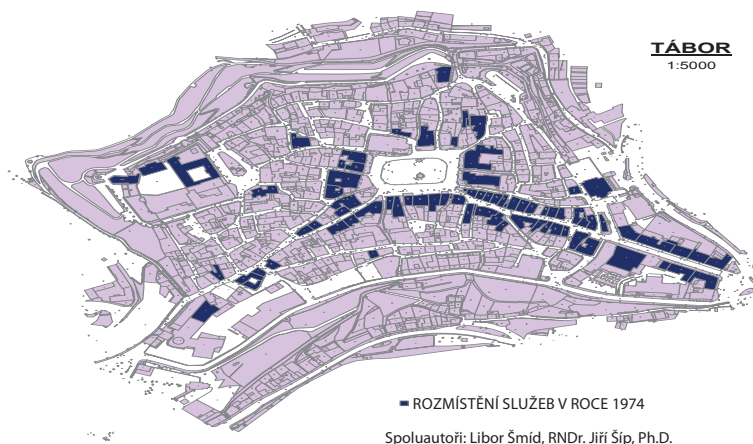 TÁBOR
1:5000
ROZMÍSTĚNÍ SLUŽEB V ROCE 1974
Spoluautoři: Libor Šmíd, RNDr. Jiří Šíp, Ph.D.